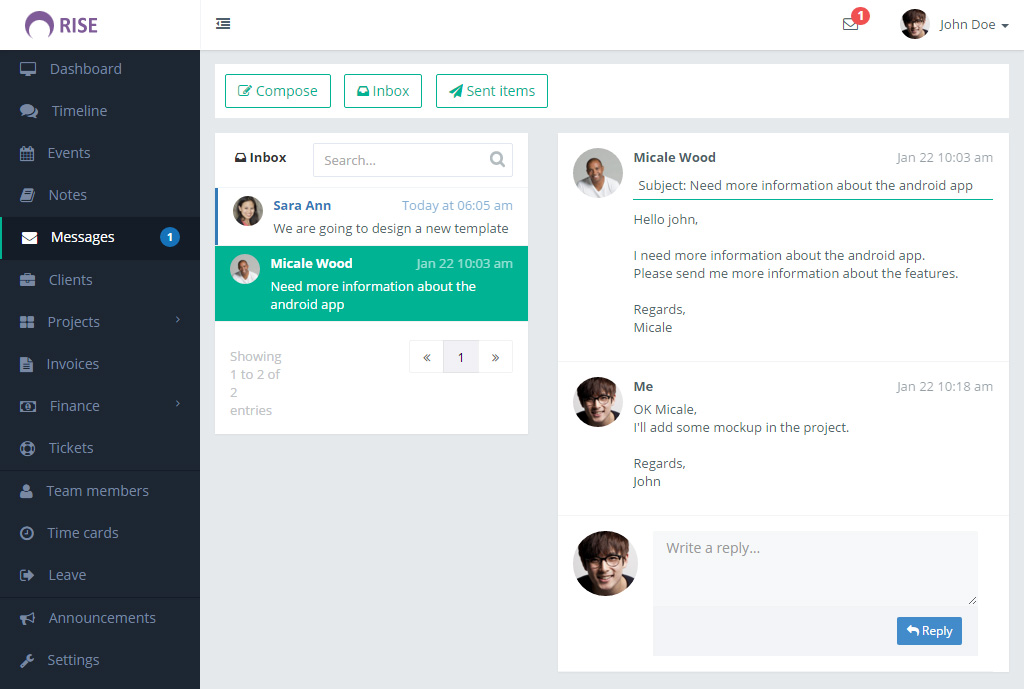 RISE
1
John Doe
Dashboard
Timeline
Events
Notes
Messages 1
Clients
Projects
Invoices
Finance
Tickets
Team members
Time cards
Leave
Announcements
Settings
Compose Inbox Sent items
Inbox Search...
Sara Ann Today at 06:05 am
We are going to design a new template
Micale Wood Jan 22 10:03 am
Need more information about the
android app
Showing
1 to 2 of
2
entries
« 1 »
Micale Wood Jan 22 10:03 am
Subject: Need more information about the android app
Hello john,
I need more information about the android app.
Please send me more information about the features.
Regards,
Micale
Me Jan 22 10:18 am
OK Micale,
I'll add some mockup in the project.
Regards,
John
Write a reply...
Reply